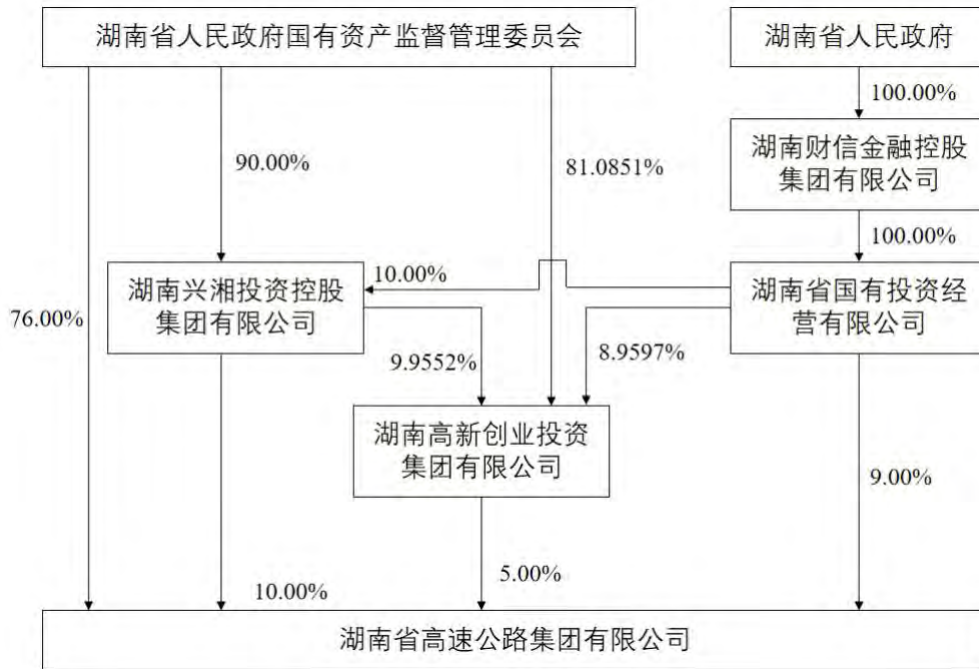 湖南省人民政府国有资产监督管理委员会
湖南省人民政府
100.00%
湖南财信金融控股
集团有限公司
90.00%
81.0851%
100.00%
10.00%
湖南兴湘投资控股
集团有限公司
湖南省国有投资经
营有限公司
76.00%
9.9552%
8.9597%
湖南高新创业投资
集团有限公司
9.00%
5.00%
10.00%
湖南省高速公路集团有限公司